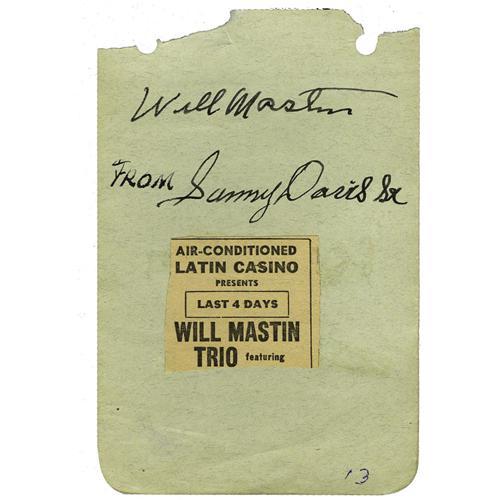 Will Mastin
FROM Sammy Davis Sr
AIR-CONDITIONED
LATIN CASINO
PRESENTS
LAST 4 DAYS
WILL MASTIN
TRIO featuring
13